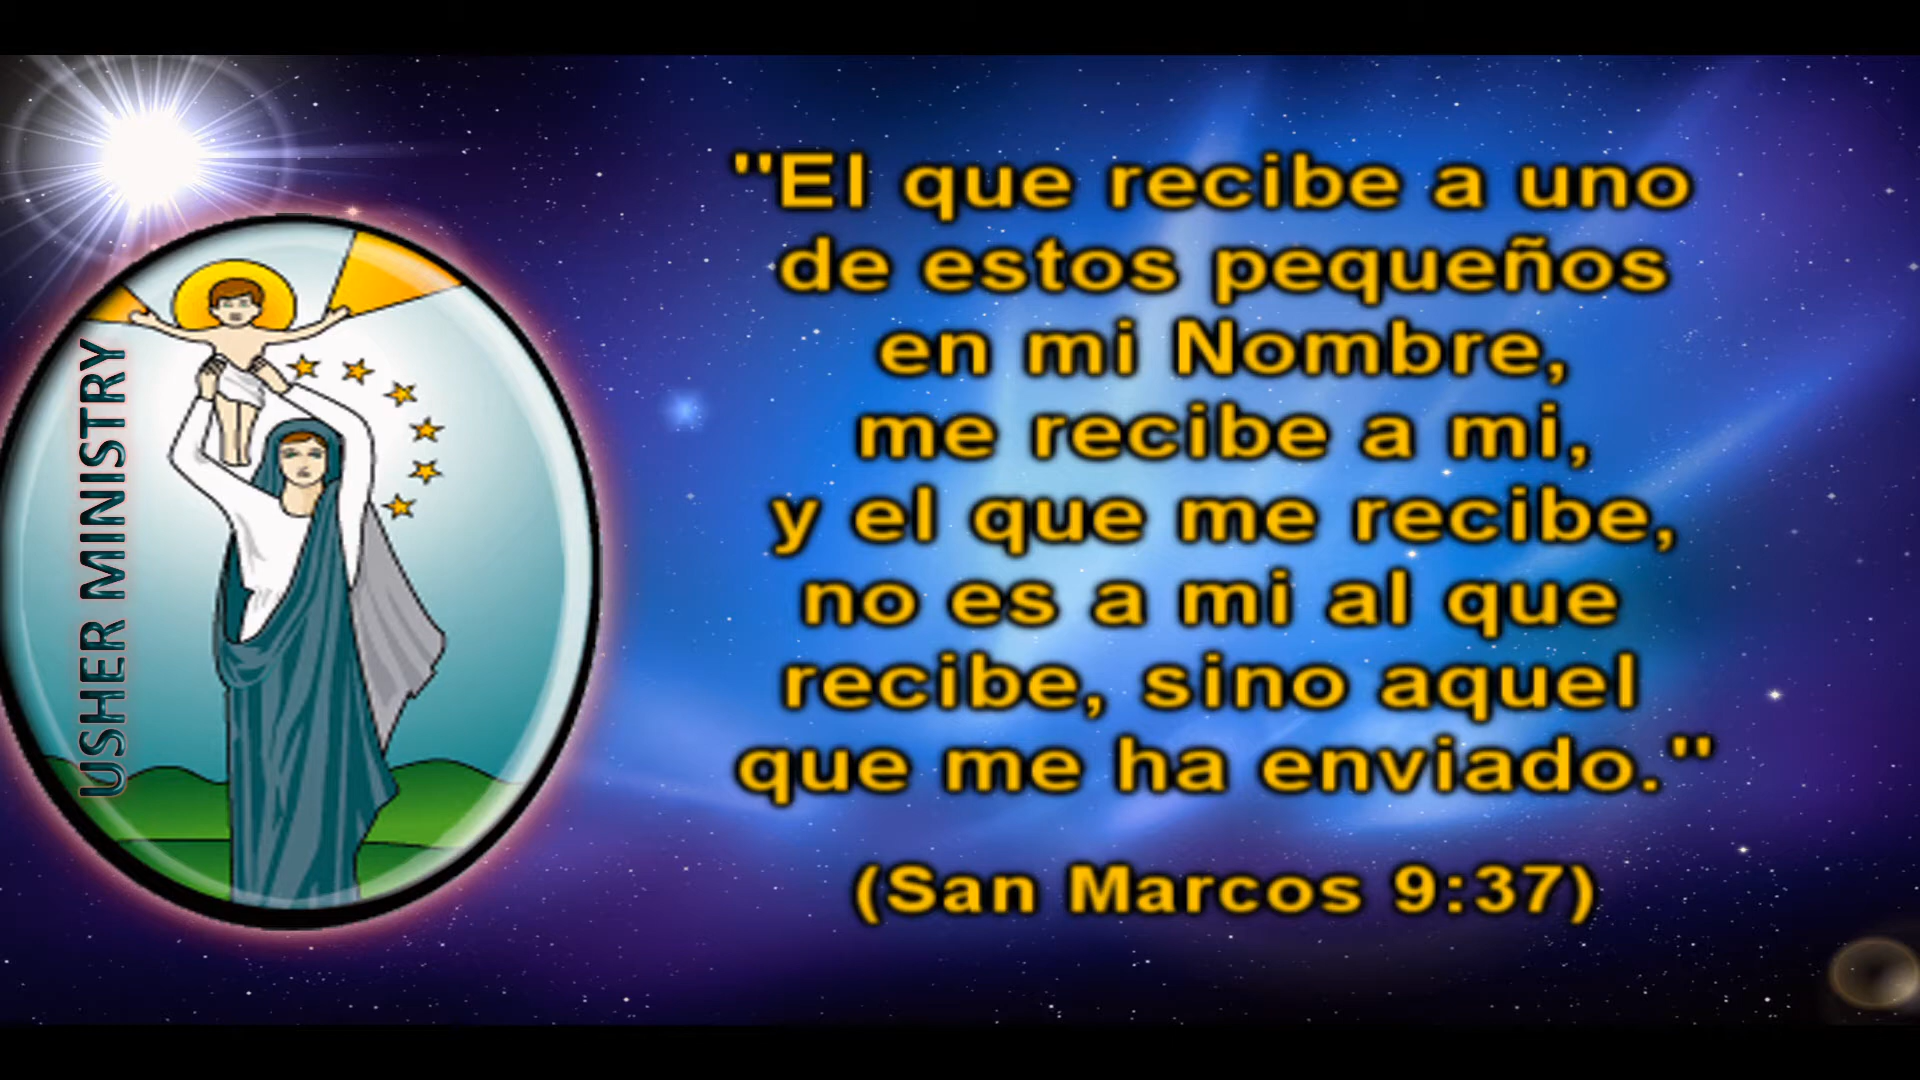 USHER MINISTRY
"El que recibe a uno
de estos pequeños
en mi Nombre,
me recibe a mi,
y el que me recibe,
no es a mi al que
recibe, sino aquel
que me ha enviado."
(San Marcos 9:37)